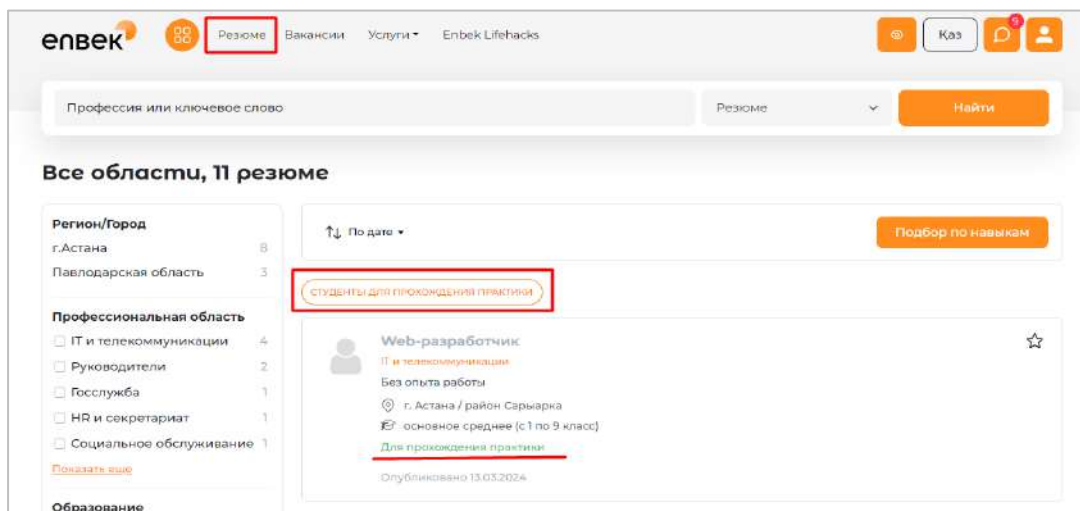 enbek
Резюме
Вакансии
Услуги
Enbek Lifehacks
Қаз
9
Профессия или ключевое слово
Резюме
Найти
Все области, 11 резюме
Регион/Город
г.Астана 8
Павлодарская область 3
Профессиональная область
IT и телекоммуникации 4
Руководители 2
Госслужба 1
HR и секретариат 1
Социальное обслуживание 1
Показать еще
Образование
По дате
Подбор по навыкам
СТУДЕНТЫ ДЛЯ ПРОХОЖДЕНИЯ ПРАКТИКИ
Web-разработчик
IT и телекоммуникации
Без опыта работы
г. Астана / район Сарыарка
основное среднее (с 1 по 9 класс)
Для прохождения практики
Опубликовано 13.03.2024